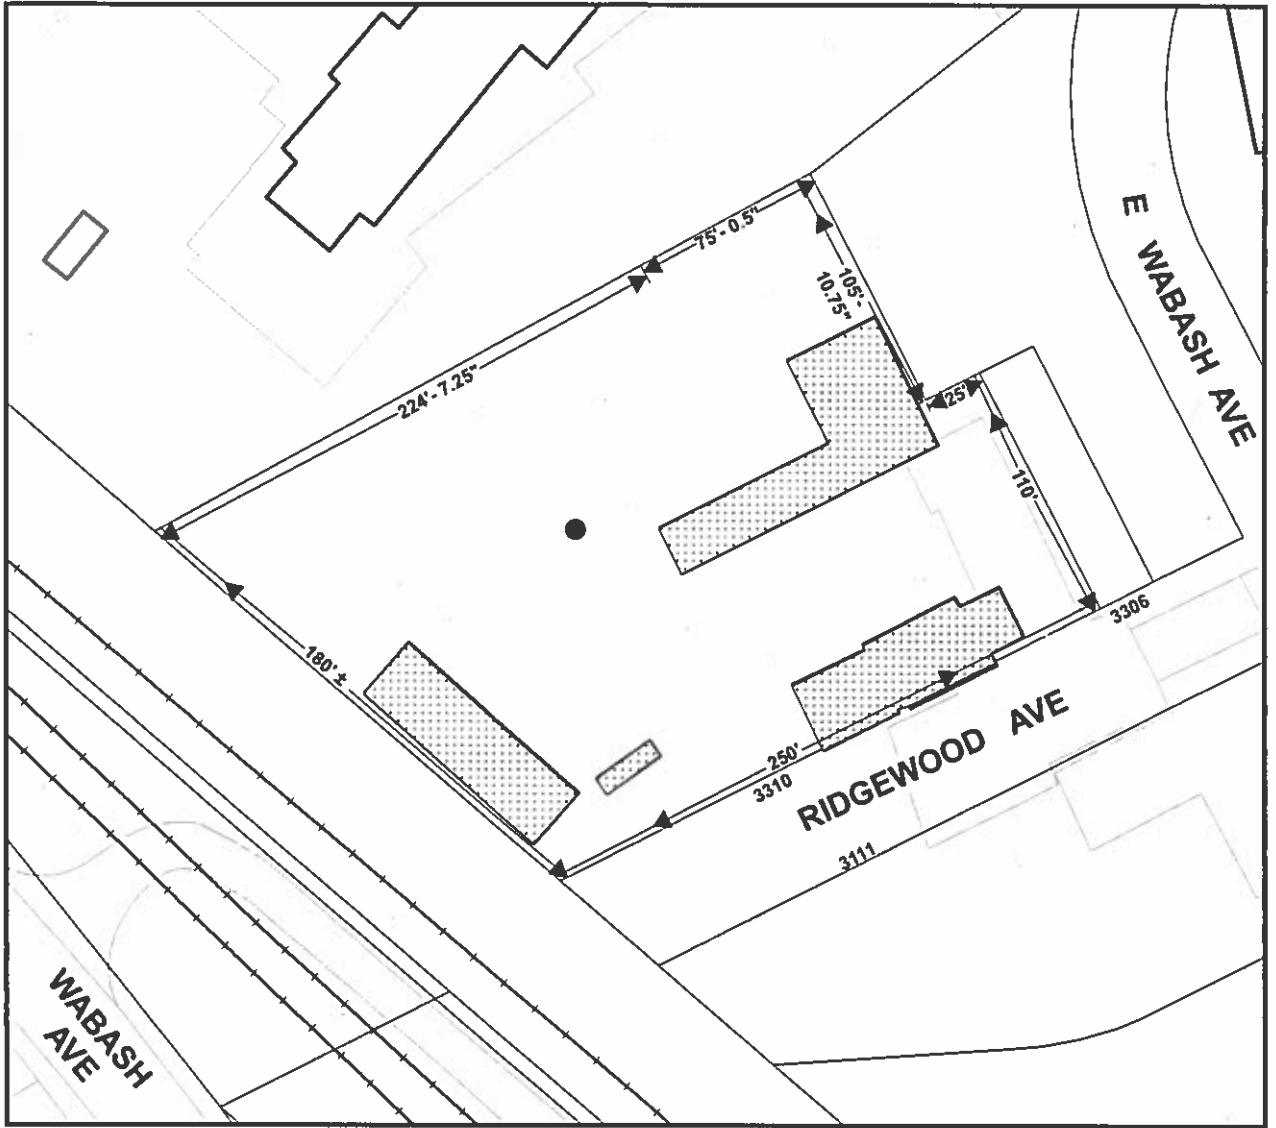 E WABASH AVE
75'- 0.5"
105'-
10.75"
224'- 7.25"
25'
110'
3306
180' ±
250'
3310
RIDGEWOOD AVE
3111
WABASH
AVE